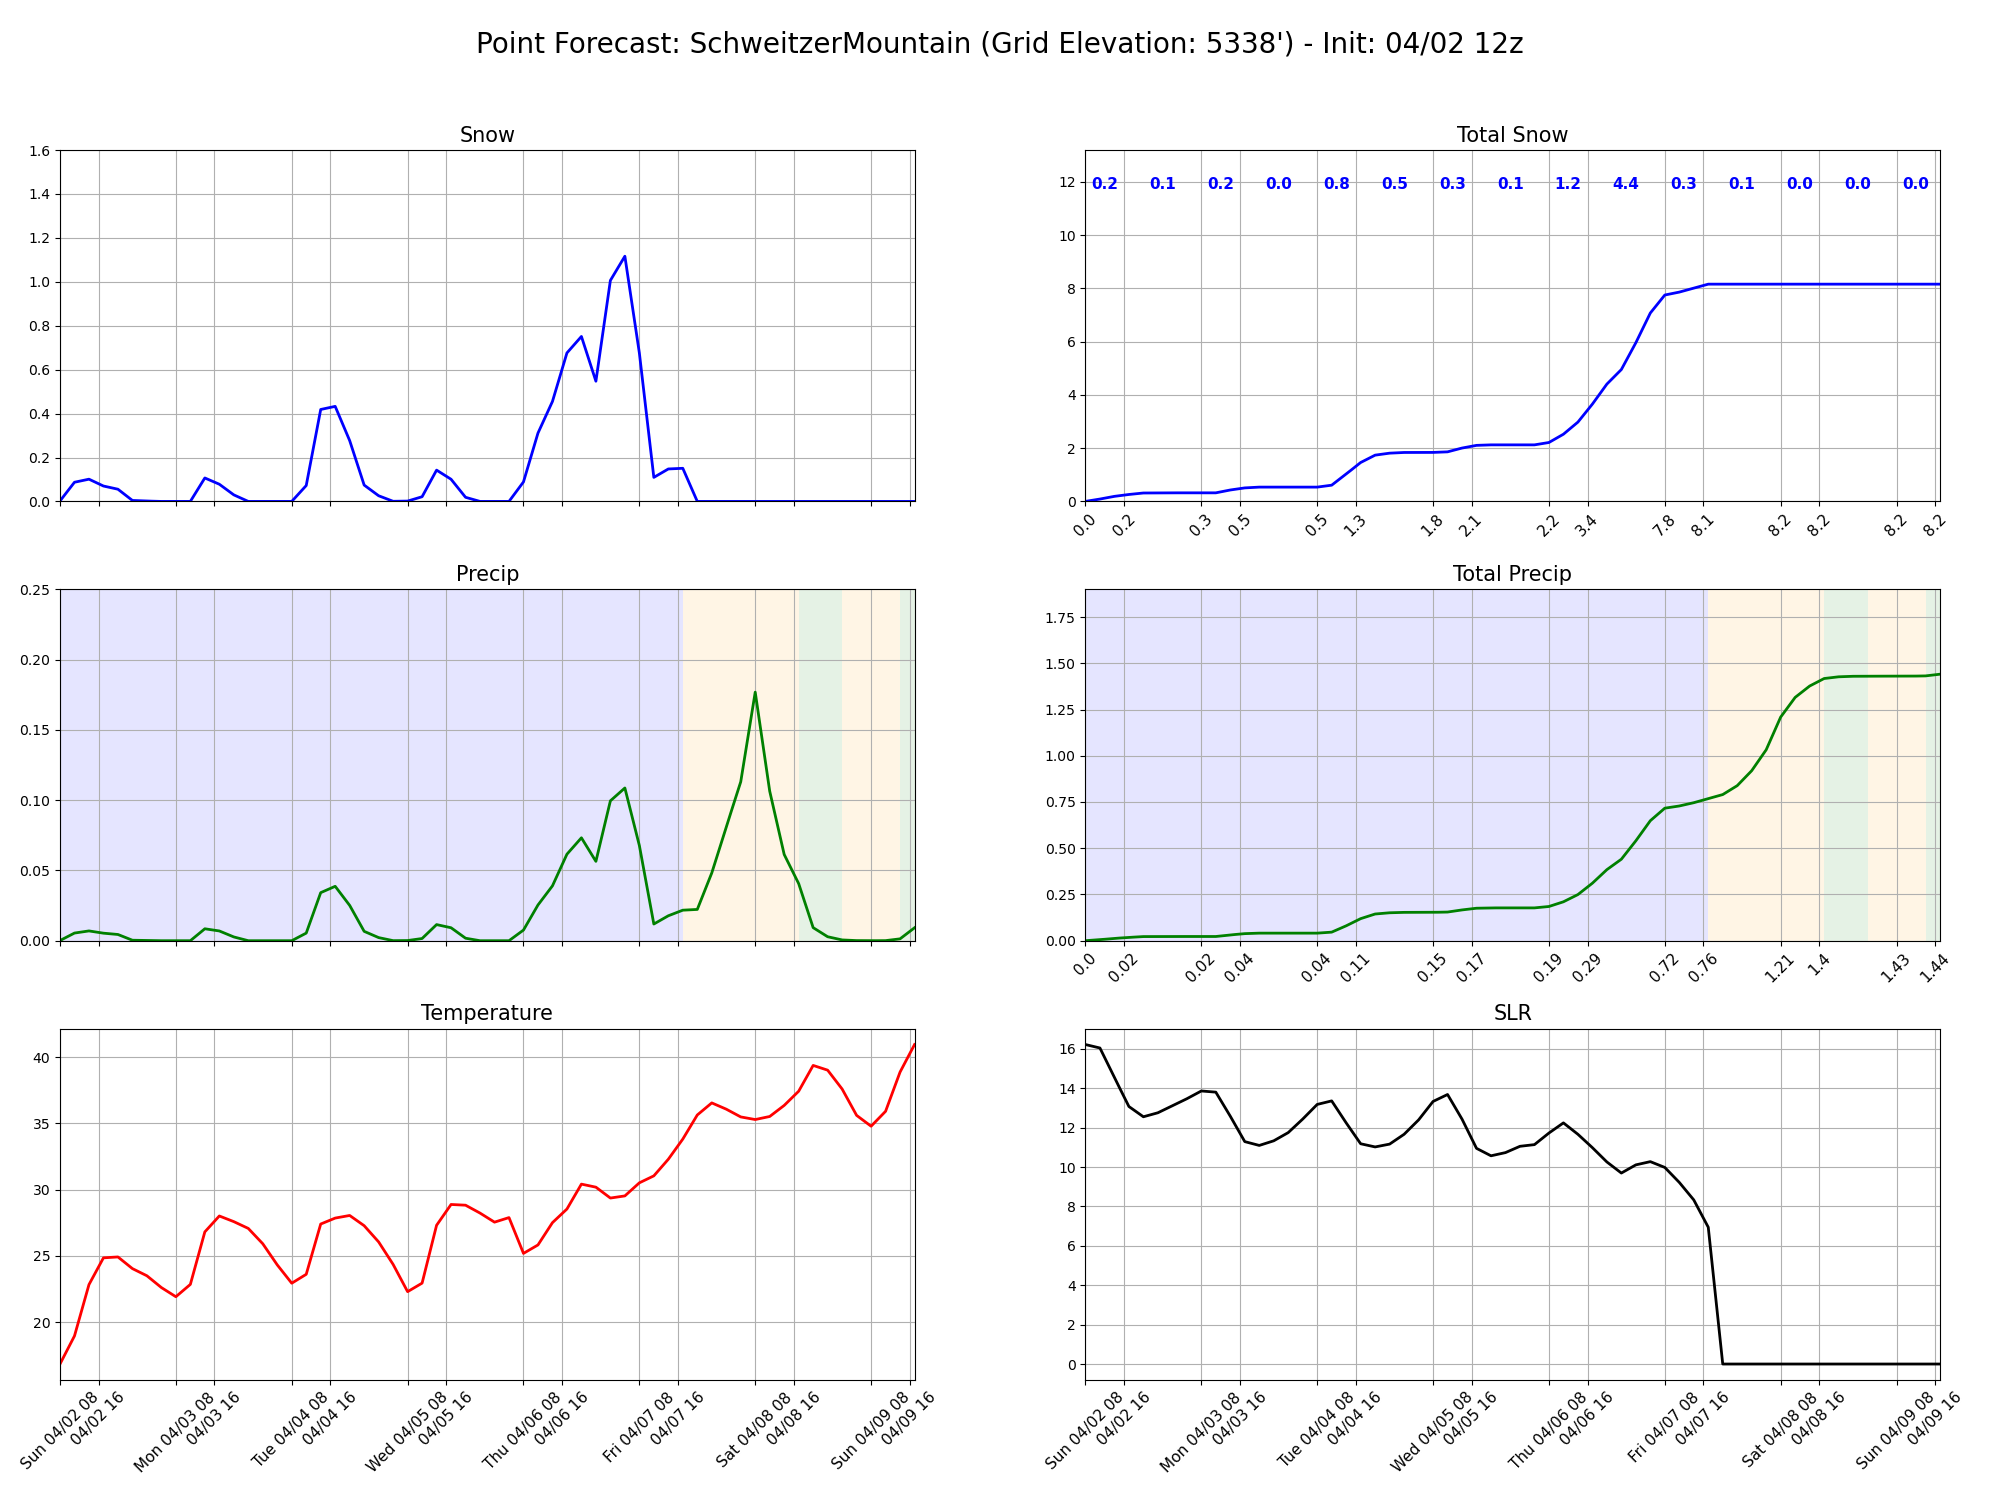 Point Forecast: SchweitzerMountain (Grid Elevation: 5338') - Init: 04/02 12z
Snow
1.6
1.4
1.2
1.0
0.8
0.6
0.4
0.2
0.0
Total Snow
0.2 0.1 0.2 0.0 0.8 0.5 0.3 0.1 1.2 4.4 0.3 0.1 0.0 0.0 0.0
12
10
8
6
4
2
0
0.0 0.2 0.3 0.5 0.5 1.3 1.8 2.1 2.2 3.4 7.8 8.1 8.2 8.2 8.2 8.2
Precip
0.25
0.20
0.15
0.10
0.05
0.00
Total Precip
1.75
1.50
1.25
1.00
0.75
0.50
0.25
0.00
0.0 0.02 0.02 0.04 0.04 0.11 0.15 0.17 0.19 0.29 0.72 0.76 1.21 1.4 1.43 1.44
Temperature
40
35
30
25
20
Sun 04/02 08
04/02 16
Mon 04/03 08
04/03 16
Tue 04/04 08
04/04 16
Wed 04/05 08
04/05 16
Thu 04/06 08
04/06 16
Fri 04/07 08
04/07 16
Sat 04/08 08
04/08 16
Sun 04/09 08
04/09 16
SLR
16
14
12
10
8
6
4
2
0
Sun 04/02 08
04/02 16
Mon 04/03 08
04/03 16
Tue 04/04 08
04/04 16
Wed 04/05 08
04/05 16
Thu 04/06 08
04/06 16
Fri 04/07 08
04/07 16
Sat 04/08 08
04/08 16
Sun 04/09 08
04/09 16